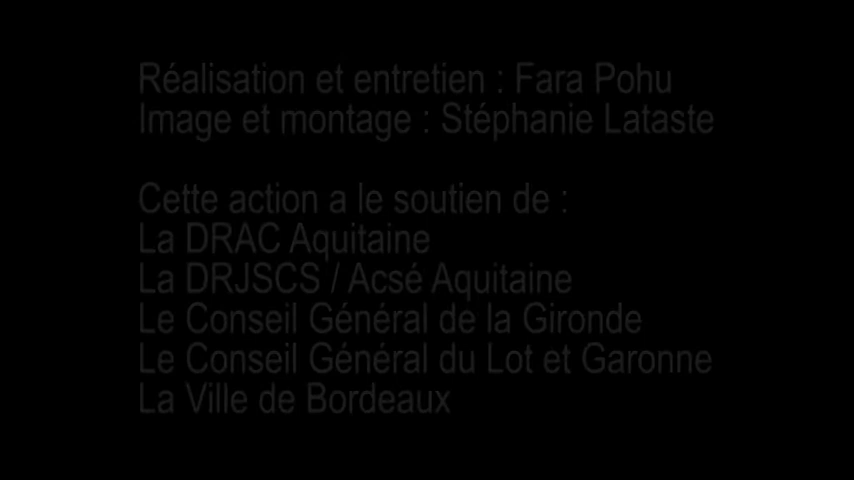 Réalisation et entretien : Fara Pohu
Image et montage : Stéphanie Lataste
Cette action a le soutien de :
La DRAC Aquitaine
La DRJSCS / Acsé Aquitaine
Le Conseil Général de la Gironde
Le Conseil Général du Lot et Garonne
La Ville de Bordeaux